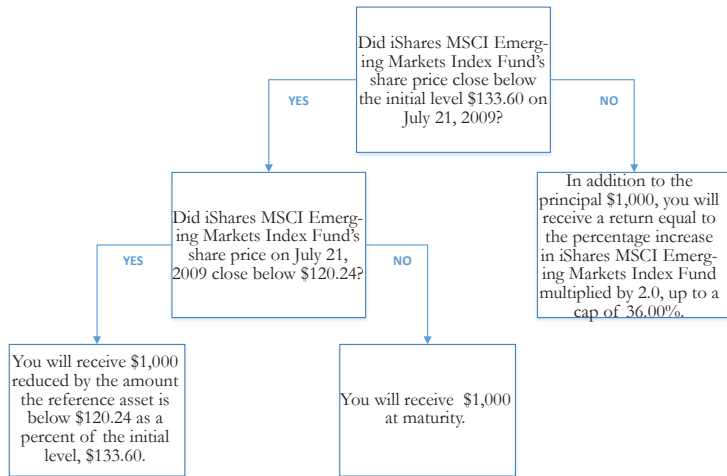 Did iShares MSCI Emerg-
ing Markets Index Fund's
share price close below
the initial level $133.60 on
July 21, 2009?
YES
NO
Did iShares MSCI Emerg-
ing Markets Index Fund's
share price on July 21,
2009 close below $120.24?
In addition to the
principal $1,000, you will
receive a return equal to
the percentage increase
in iShares MSCI Emerg-
ing Markets Index Fund
multiplied by 2.0, up to a
cap of 36.00%.
YES
NO
You will receive $1,000
reduced by the amount
the reference asset is
below $120.24 as a
percent of the initial
level, $133.60.
You will receive $1,000
at maturity.